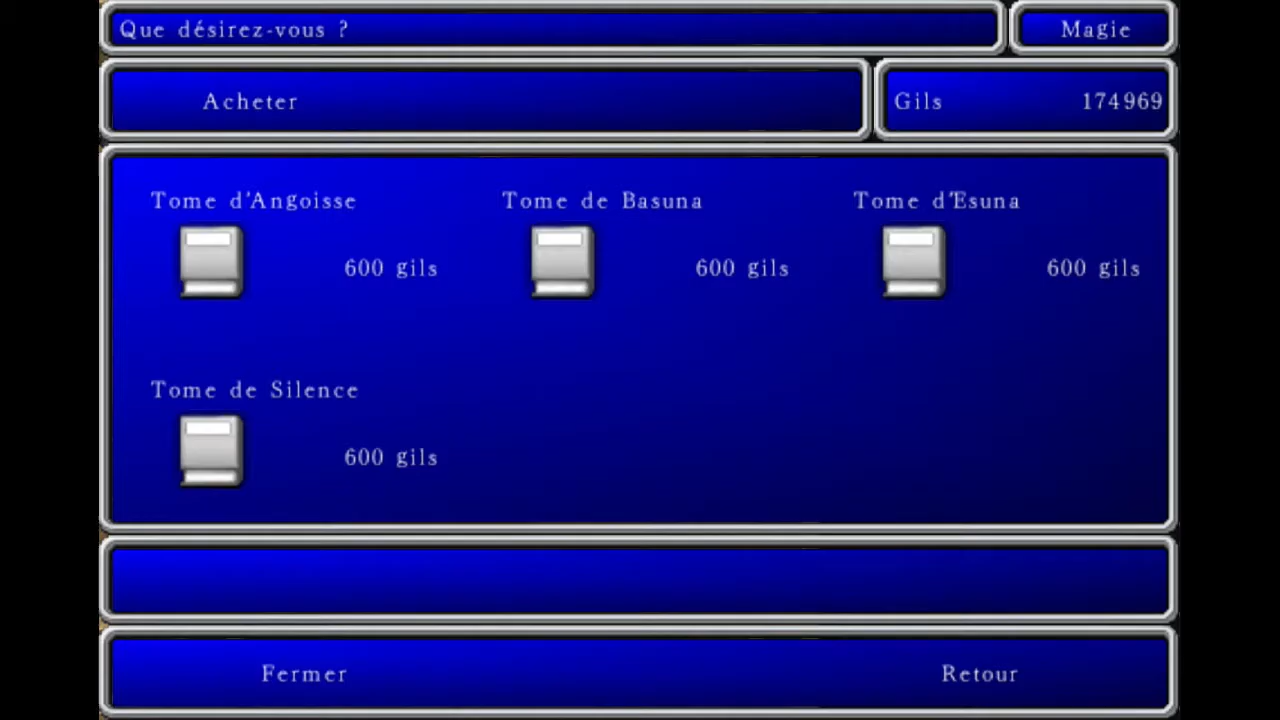 Que désirez-vous ?
Magie
Acheter
Gils 174969
Tome d'Angoisse
Tome de Basuna
Tome d'Esuna
600 gils
600 gils
600 gils
Tome de Silence
600 gils
Fermer
Retour